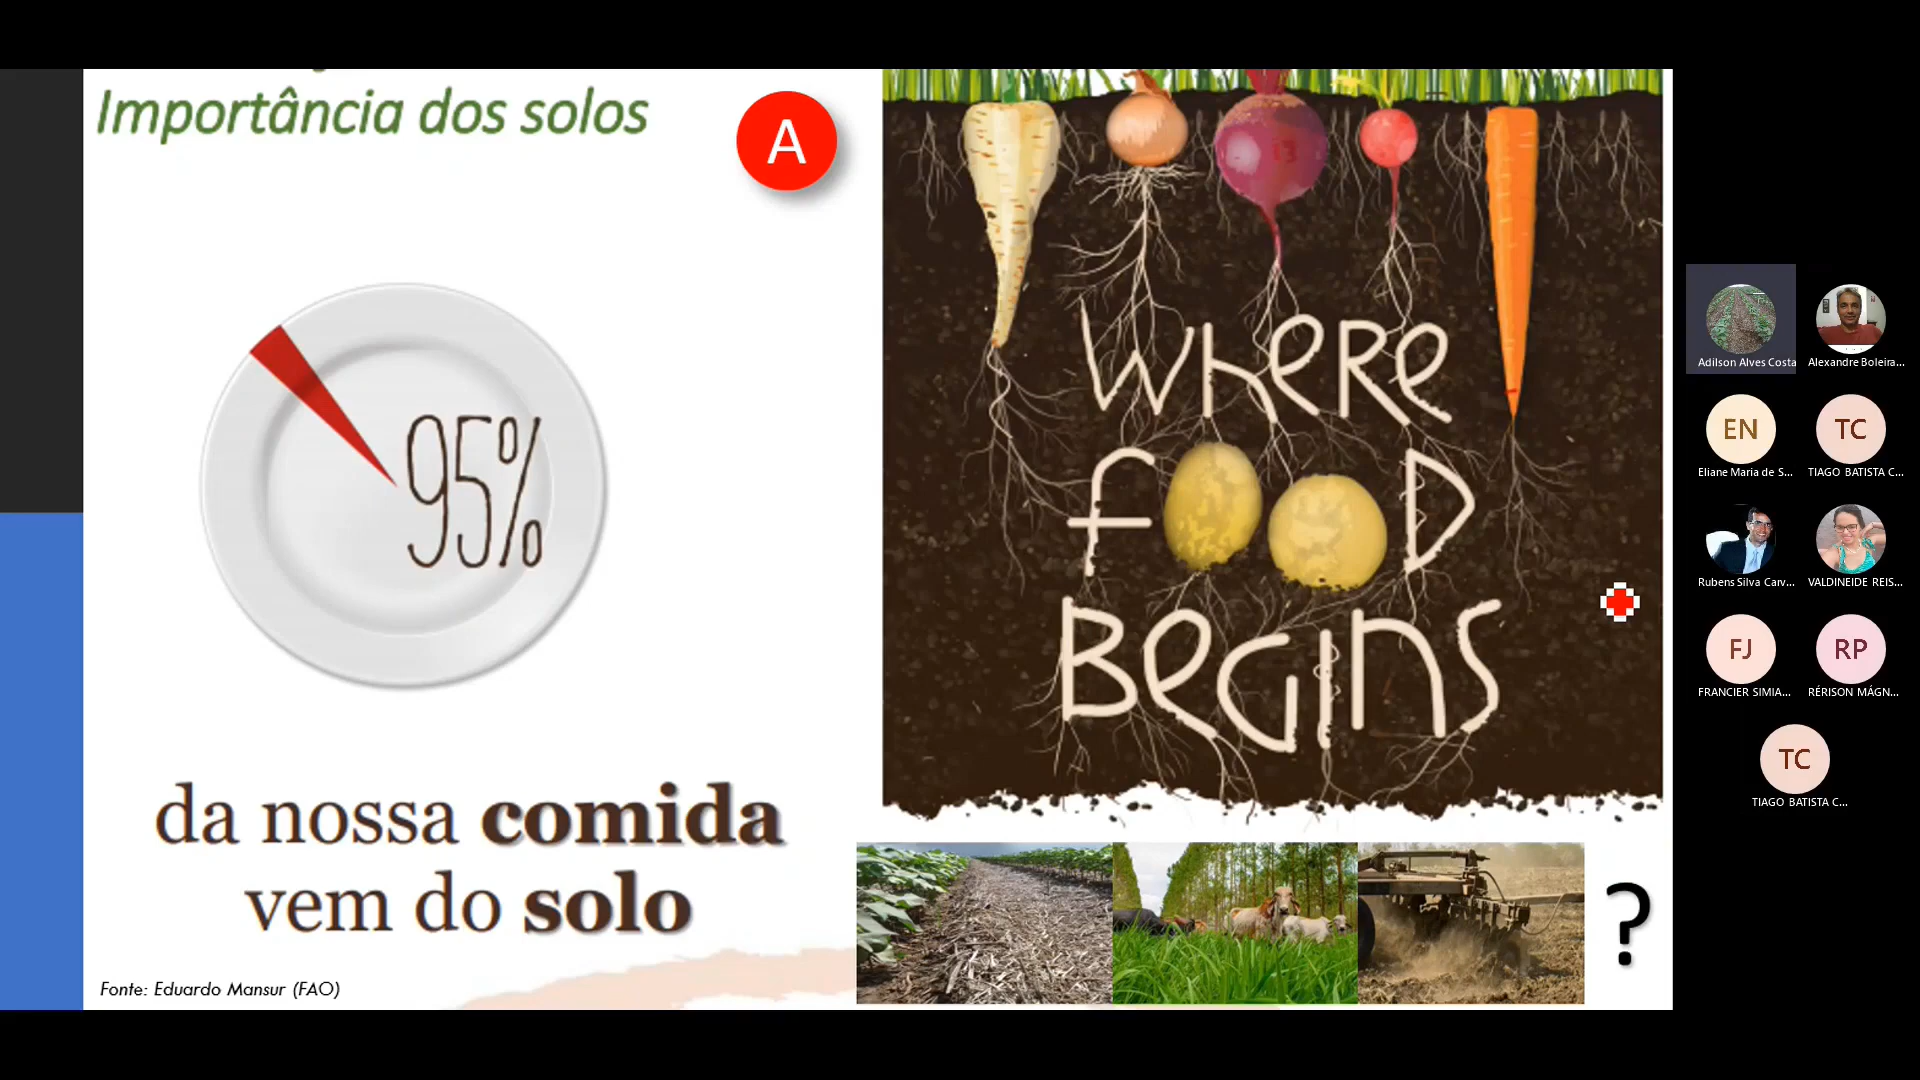 Importância dos solos
A
95%
da nossa comida
vem do solo
Fonte: Eduardo Mansur (FAO)
WHERE
FOOD
BEGINS
?
Adilson Alves Costa
Alexandre Boleira...
EN
Eliane Maria de S...
TC
TIAGO BATISTA C...
Rubens Silva Carv...
VALDINEIDE REIS...
FJ
FRANCIER SIMIA...
RP
RÉRISON MÁGN...
TC
TIAGO BATISTA C...